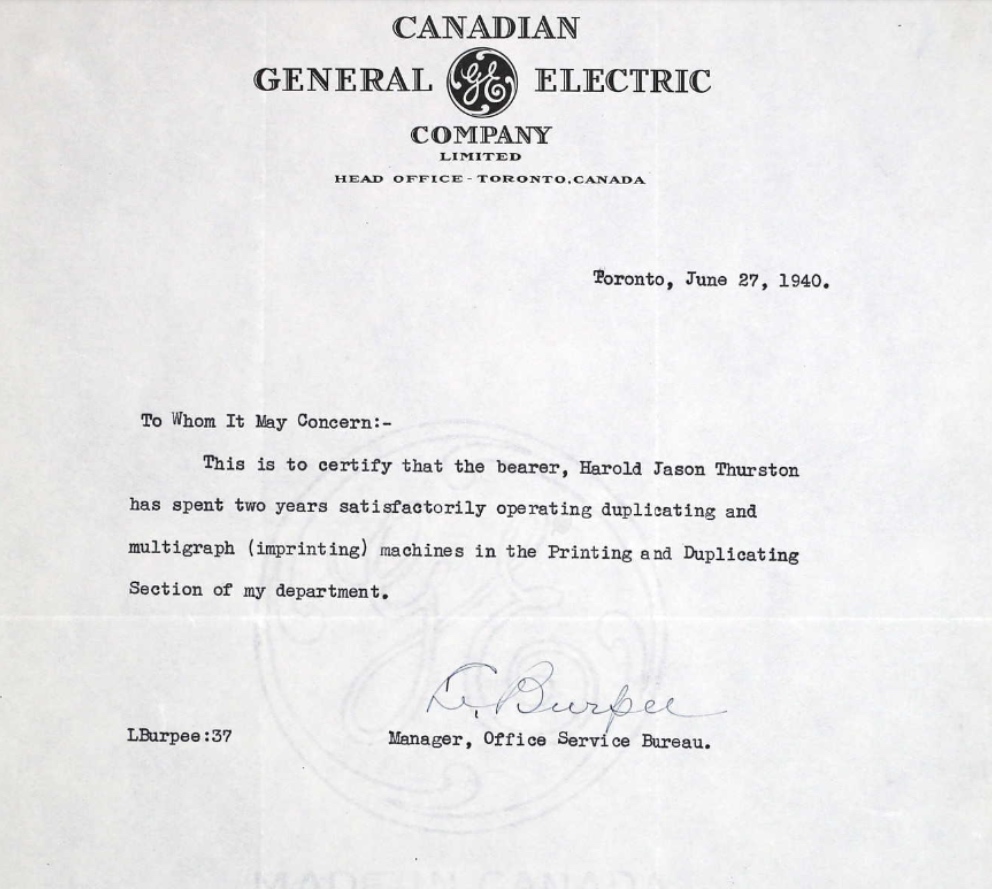 CANADIAN
GENERAL GE ELECTRIC
COMPANY
LIMITED
HEAD OFFICE - TORONTO, CANADA
Toronto, June 27, 1940.
To Whom It May Concern:-
This is to certify that the bearer, Harold Jason Thurston
has spent two years satisfactorily operating duplicating and
multigraph (imprinting) machines in the Printing and Duplicating
Section of my department.
L. Burpee
LBurpee:37
Manager, Office Service Bureau.